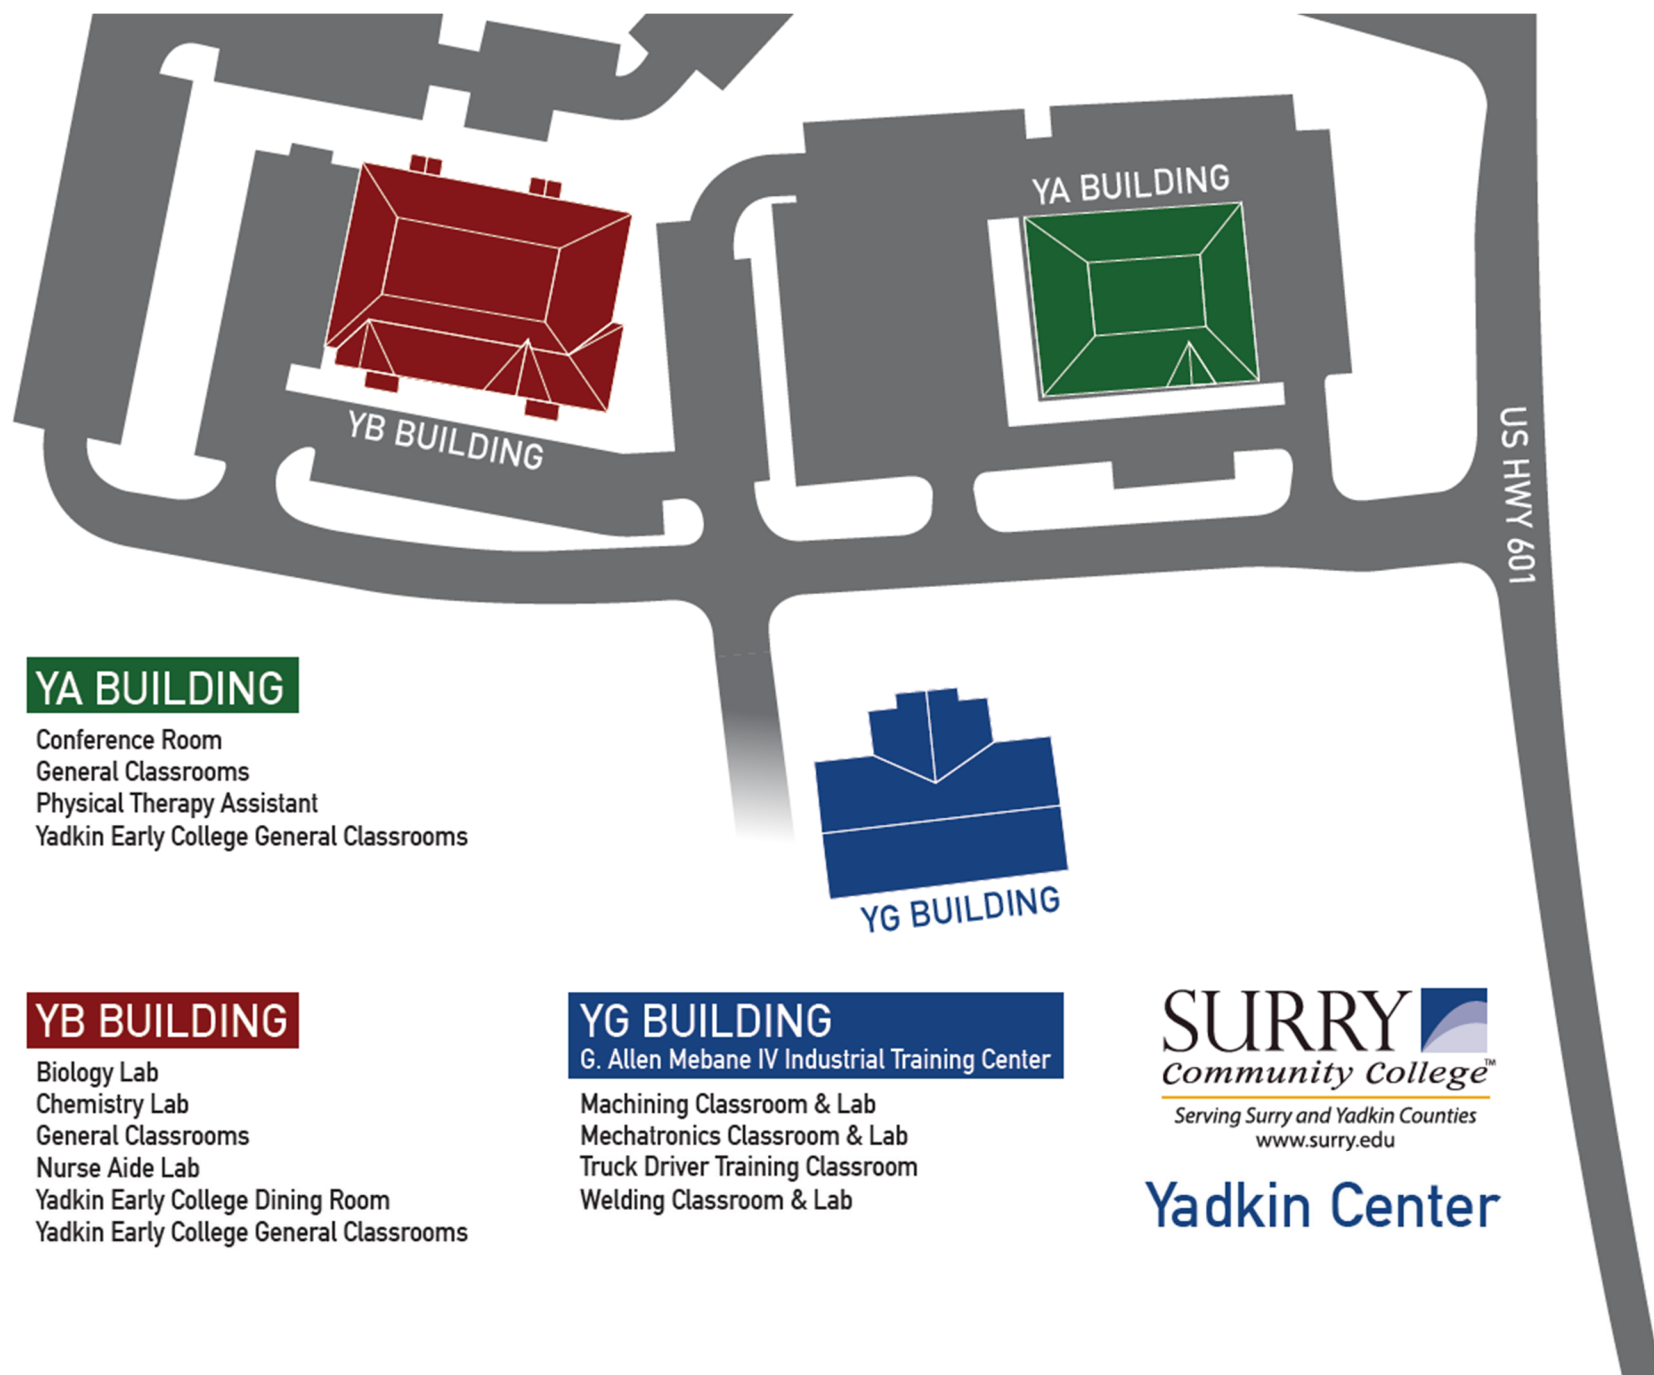 YA BUILDING
YB BUILDING
US HWY 601
YA BUILDING
Conference Room
General Classrooms
Physical Therapy Assistant
Yadkin Early College General Classrooms
YG BUILDING
YB BUILDING
Biology Lab
Chemistry Lab
General Classrooms
Nurse Aide Lab
Yadkin Early College Dining Room
Yadkin Early College General Classrooms
YG BUILDING
G. Allen Mebane IV Industrial Training Center
Machining Classroom & Lab
Mechatronics Classroom & Lab
Truck Driver Training Classroom
Welding Classroom & Lab
SURRY
Community College™
Serving Surry and Yadkin Counties
www.surry.edu
Yadkin Center